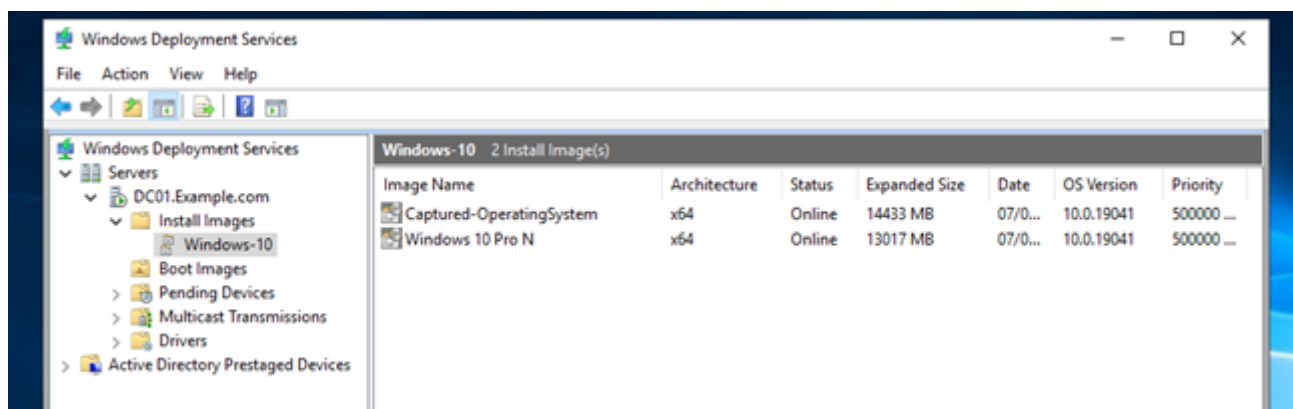 Windows Deployment Services
File Action View Help
Windows Deployment Services
Servers
DC01.Example.com
Install Images
Windows-10
Boot Images
Pending Devices
Multicast Transmissions
Drivers
Active Directory Prestaged Devices
Windows-10 2 Install Image(s)
Image Name Architecture Status Expanded Size Date OS Version Priority
Captured-OperatingSystem x64 Online 14433 MB 07/0... 10.0.19041 500000 ...
Windows 10 Pro N x64 Online 13017 MB 07/0... 10.0.19041 500000 ...